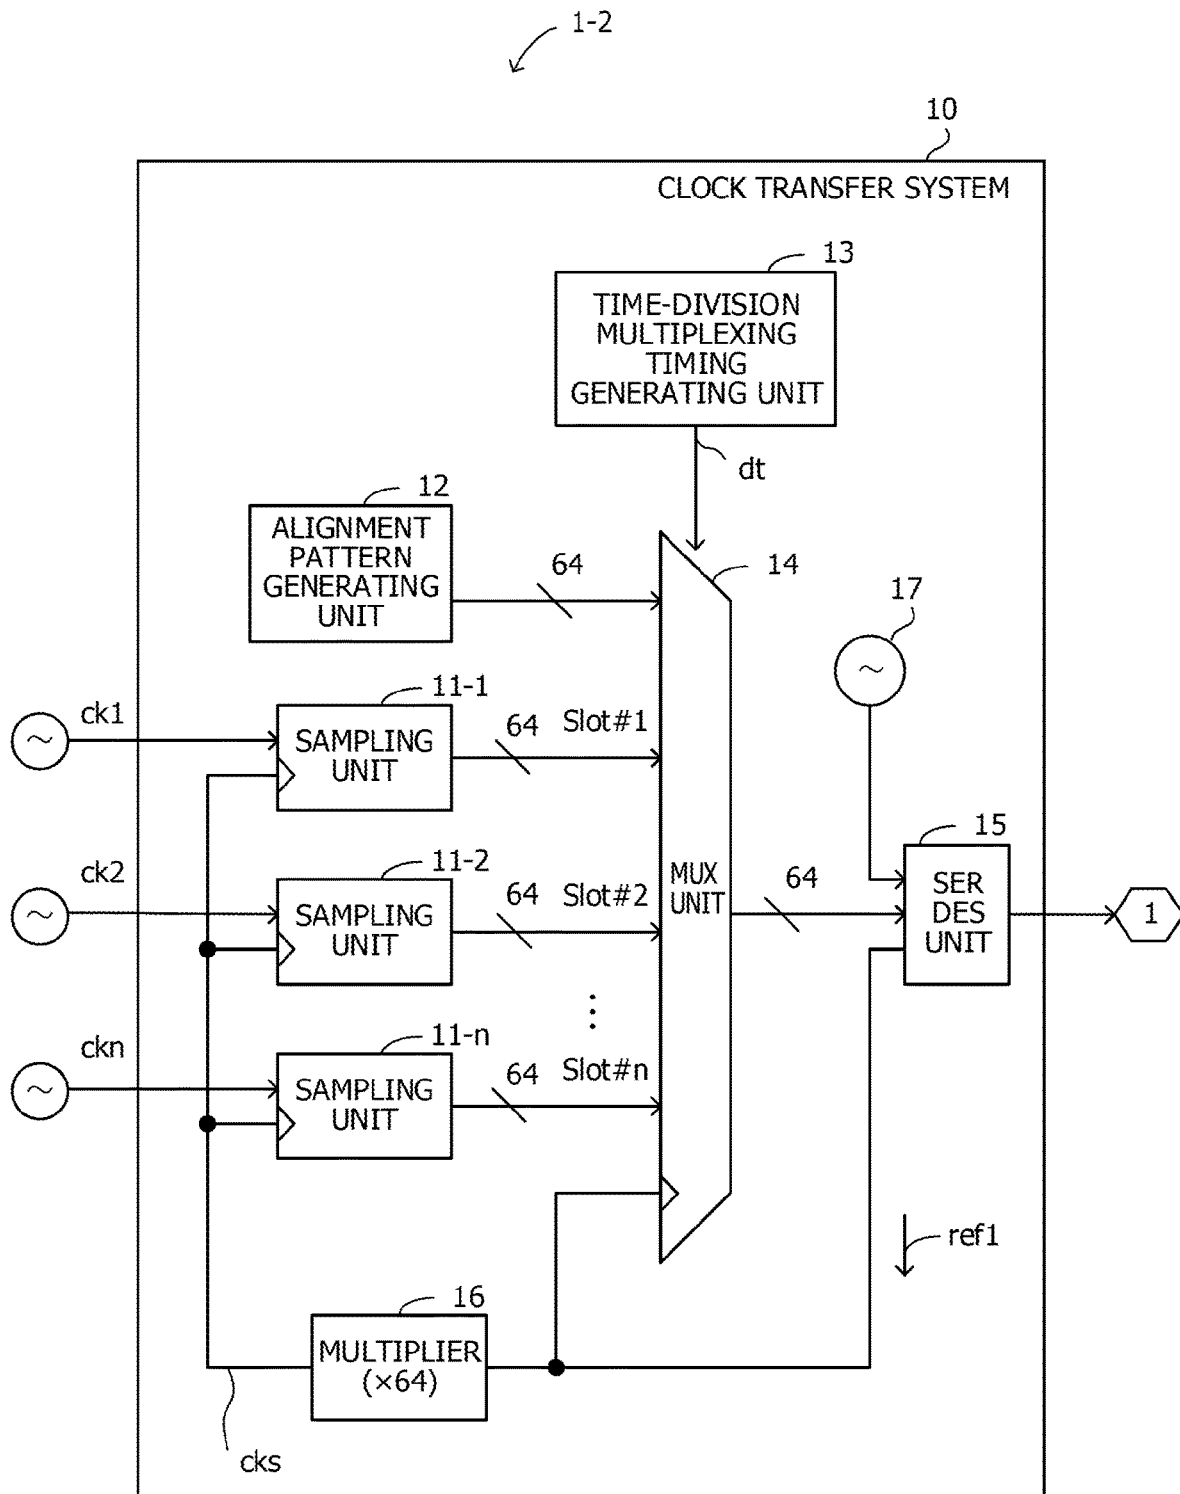 1-2
10
CLOCK TRANSFER SYSTEM
13
TIME-DIVISION
MULTIPLEXING
TIMING
GENERATING UNIT
dt
12
ALIGNMENT
PATTERN
GENERATING
UNIT
64
14
17
~
ck1
~
11-1
SAMPLING
UNIT
64
Slot#1
ck2
~
11-2
SAMPLING
UNIT
64
Slot#2
MUX
UNIT
64
15
SER
DES
UNIT
1
⋮
ckn
~
11-n
SAMPLING
UNIT
64
Slot#n
ref1
16
MULTIPLIER
(×64)
cks